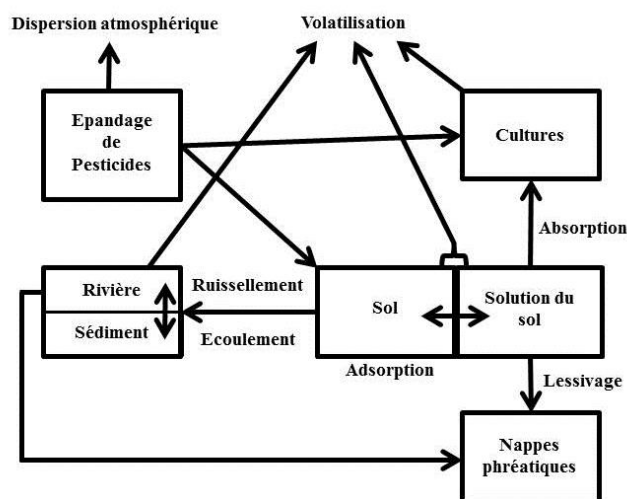 Dispersion atmosphérique
Volatilisation
Epandage
de
Pesticides
Cultures
Absorption
Rivière
Ruissellement
Sol
Solution du
sol
Sédiment
Ecoulement
Adsorption
Lessivage
Nappes
phréatiques